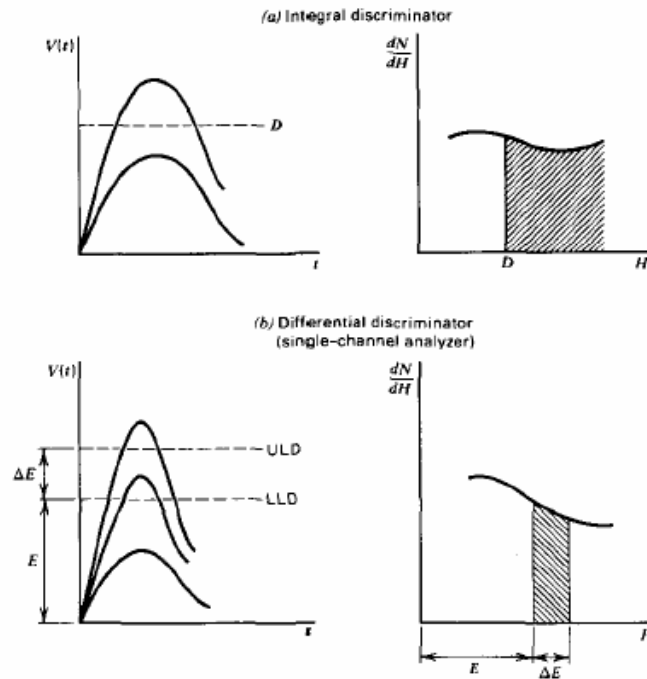 (a) Integral discriminator
V(t)
D
t
dN
dH
D
H
(b) Differential discriminator
(single-channel analyzer)
V(t)
ULD
ΔE
LLD
E
dN
dH
E
ΔE